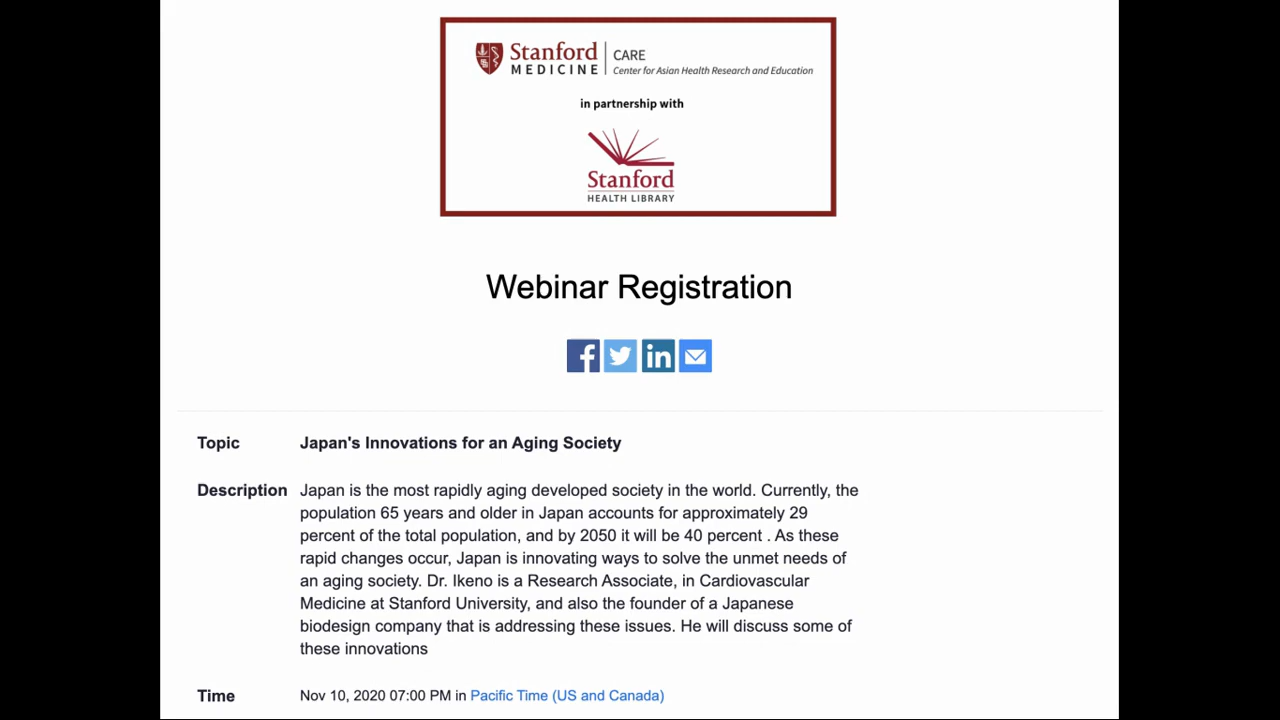 Stanford MEDICINE | CARE
Center for Asian Health Research and Education
in partnership with
Stanford
HEALTH LIBRARY
Webinar Registration
Topic Japan's Innovations for an Aging Society
Description Japan is the most rapidly aging developed society in the world. Currently, the
population 65 years and older in Japan accounts for approximately 29
percent of the total population, and by 2050 it will be 40 percent . As these
rapid changes occur, Japan is innovating ways to solve the unmet needs of
an aging society. Dr. Ikeno is a Research Associate, in Cardiovascular
Medicine at Stanford University, and also the founder of a Japanese
biodesign company that is addressing these issues. He will discuss some of
these innovations
Time Nov 10, 2020 07:00 PM in Pacific Time (US and Canada)